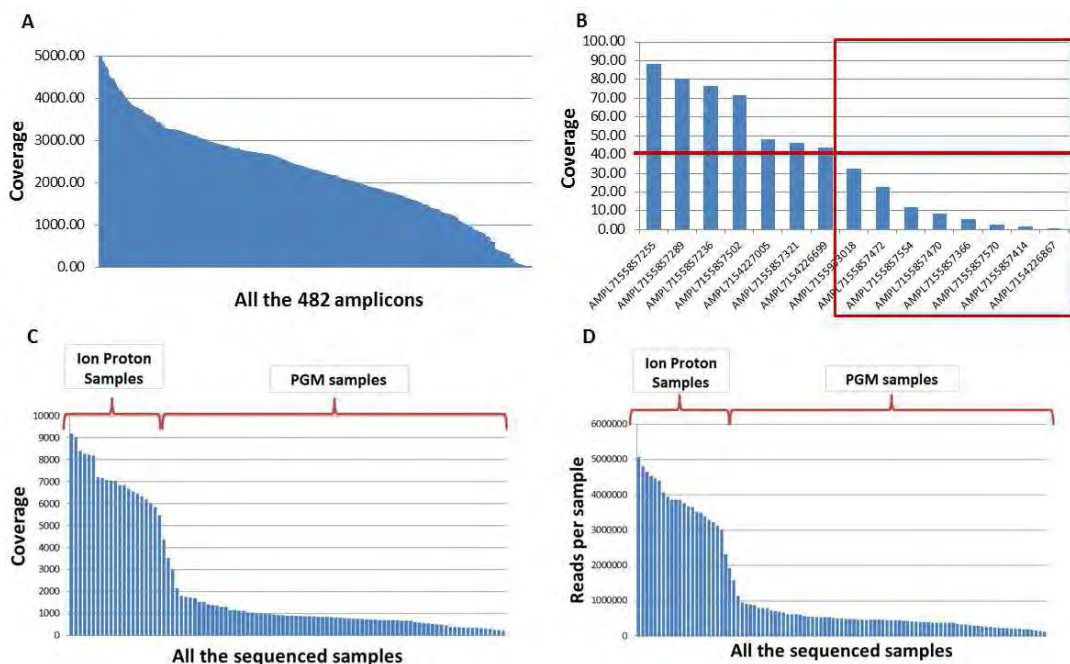 A
5000.00
4000.00
3000.00
2000.00
1000.00
0.00
Coverage
All the 482 amplicons
B
100.00
90.00
80.00
70.00
60.00
50.00
40.00
30.00
20.00
10.00
0.00
Coverage
AMPL7155857255
AMPL7155857289
AMPL7155857236
AMPL7155857502
AMPL7154227005
AMPL7155857321
AMPL7154226699
AMPL7155857472
AMPL7155857554
AMPL7155857470
AMPL7155857366
AMPL7155857570
AMPL7155857414
AMPL7154226867
C
Ion Proton
Samples
PGM samples
10000
9000
8000
7000
6000
5000
4000
3000
2000
1000
0
Coverage
All the sequenced samples
D
Ion Proton
Samples
PGM samples
6000000
5000000
4000000
3000000
2000000
1000000
0
Reads per sample
All the sequenced samples